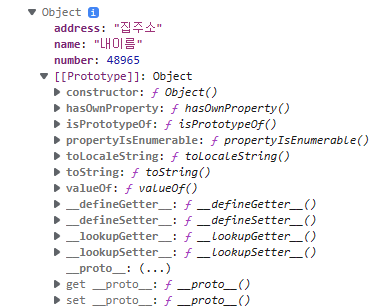 Object i
address: "집주소"
name: "내이름"
number: 48965
[[Prototype]]: Object
constructor: ƒ Object()
hasOwnProperty: ƒ hasOwnProperty()
isPrototypeOf: ƒ isPrototypeOf()
propertyIsEnumerable: ƒ propertyIsEnumerable()
toLocaleString: ƒ toLocaleString()
toString: ƒ toString()
valueOf: ƒ valueOf()
__defineGetter__: ƒ __defineGetter__()
__defineSetter__: ƒ __defineSetter__()
__lookupGetter__: ƒ __lookupGetter__()
__lookupSetter__: ƒ __lookupSetter__()
__proto__: (...)
get __proto__: ƒ __proto__()
set __proto__: ƒ __proto__()